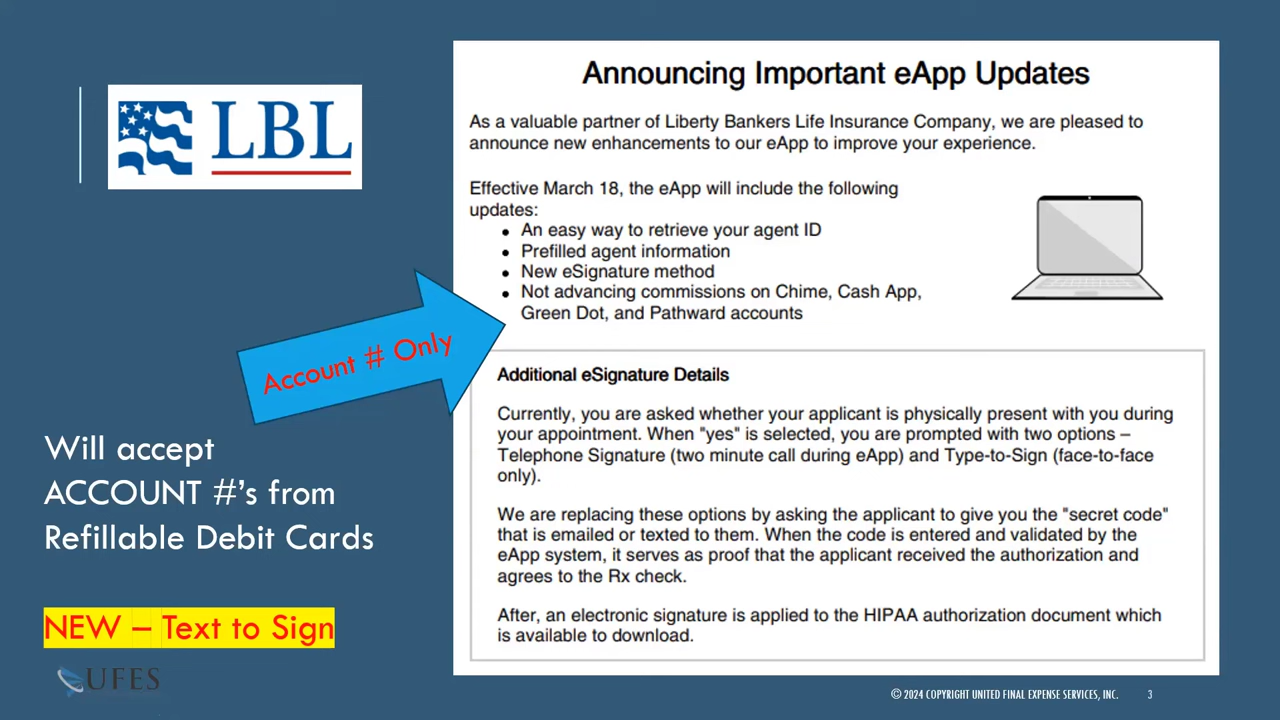 LBL
Announcing Important eApp Updates
As a valuable partner of Liberty Bankers Life Insurance Company, we are pleased to
announce new enhancements to our eApp to improve your experience.
Effective March 18, the eApp will include the following
updates:
• An easy way to retrieve your agent ID
• Prefilled agent information
• New eSignature method
• Not advancing commissions on Chime, Cash App,
Green Dot, and Pathward accounts
Account # Only
Additional eSignature Details
Currently, you are asked whether your applicant is physically present with you during
your appointment. When "yes" is selected, you are prompted with two options –
Telephone Signature (two minute call during eApp) and Type-to-Sign (face-to-face
only).
We are replacing these options by asking the applicant to give you the "secret code"
that is emailed or texted to them. When the code is entered and validated by the
eApp system, it serves as proof that the applicant received the authorization and
agrees to the Rx check.
After, an electronic signature is applied to the HIPAA authorization document which
is available to download.
Will accept
ACCOUNT #'s from
Refillable Debit Cards
NEW – Text to Sign
UFES
© 2024 COPYRIGHT UNITED FINAL EXPENSE SERVICES, INC.
3